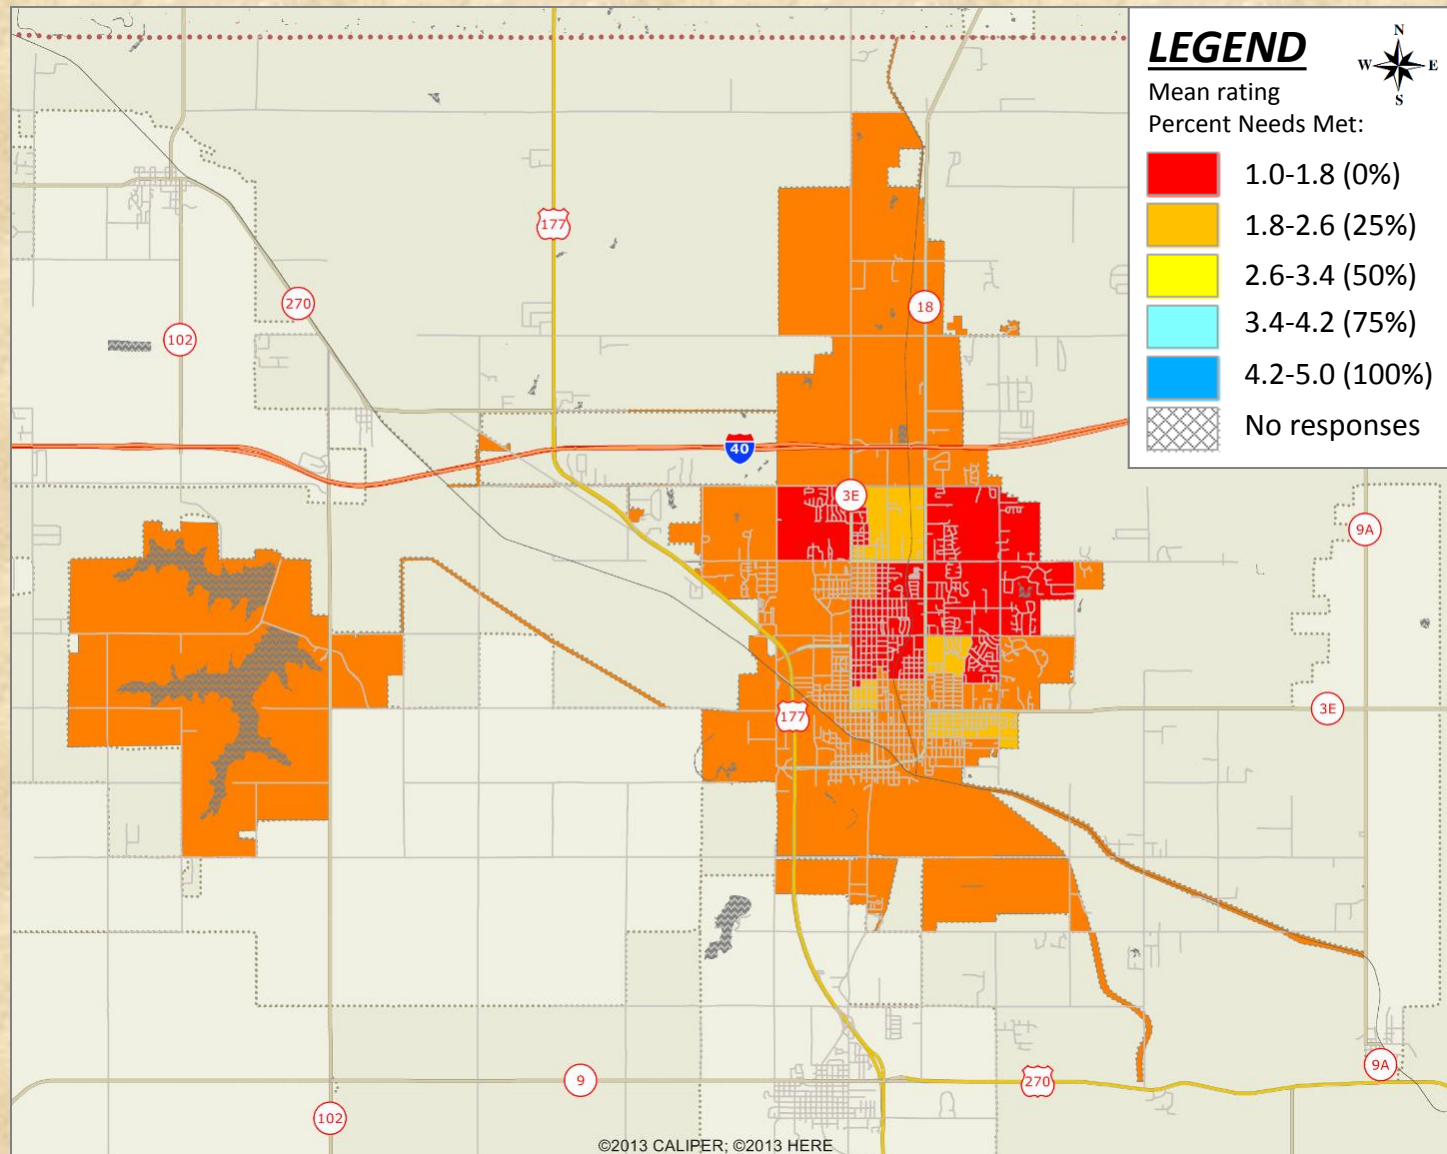 LEGEND
N
W E
S
Mean rating
Percent Needs Met:
1.0-1.8 (0%)
1.8-2.6 (25%)
2.6-3.4 (50%)
3.4-4.2 (75%)
4.2-5.0 (100%)
No responses
177
270
18
102
40
3E
9A
3E
177
9A
9
270
102
©2013 CALIPER; ©2013 HERE